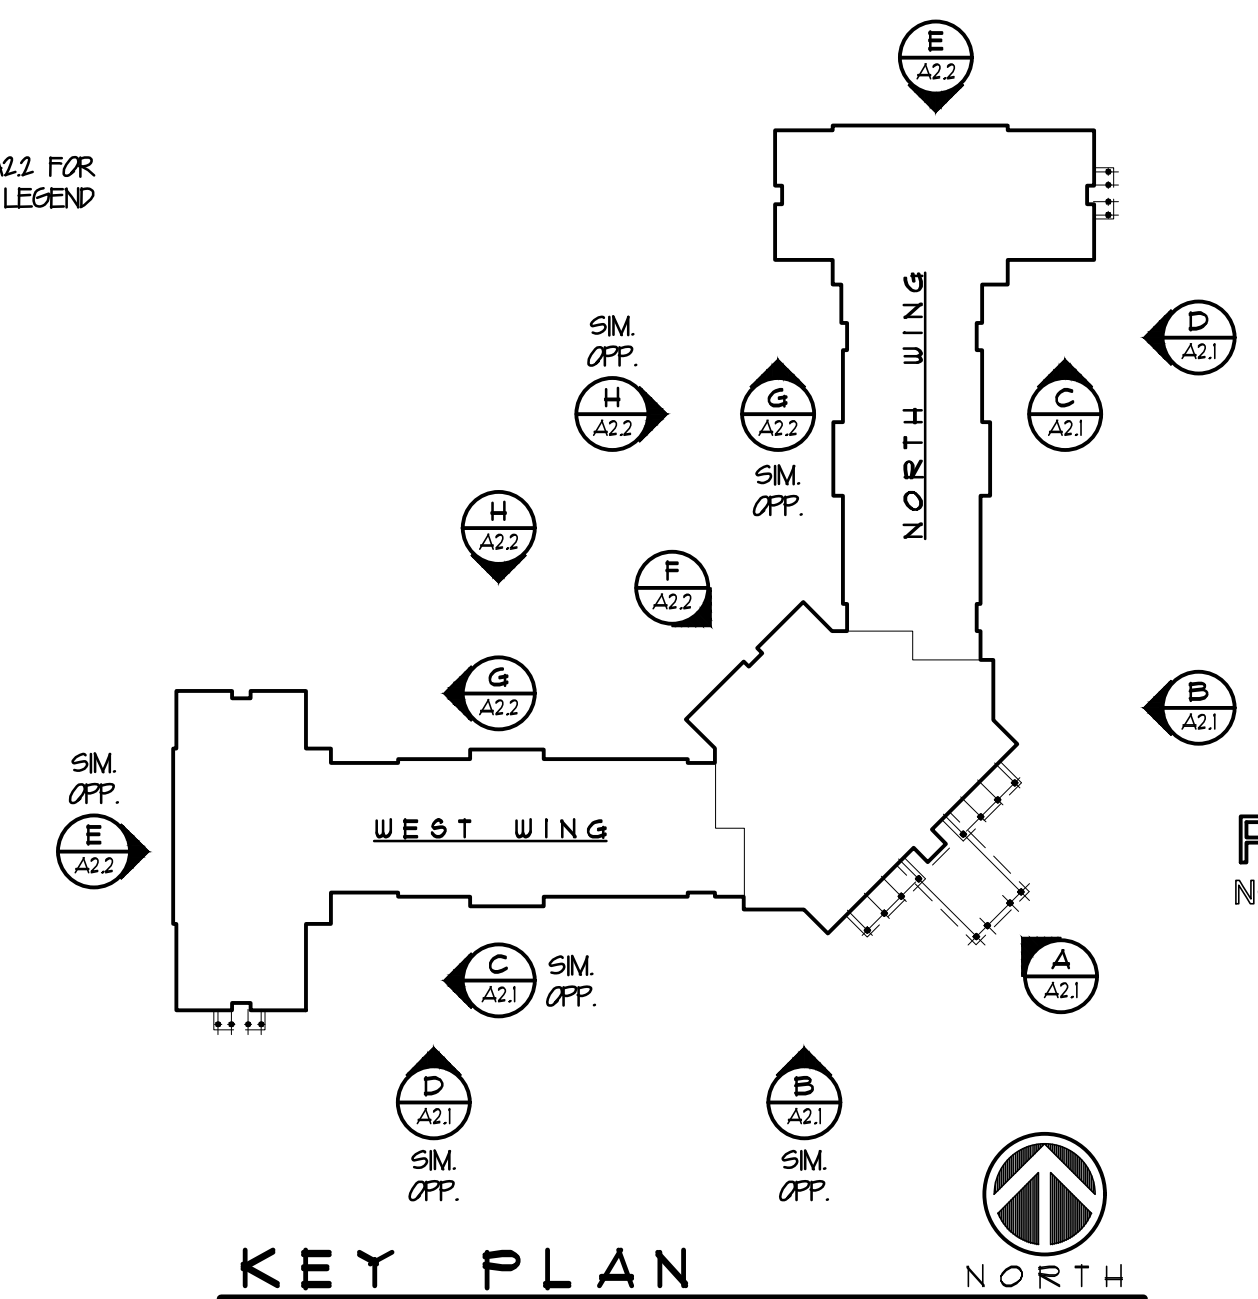 E
A2.2
A2.2 FOR
LEGEND
NORTH WING
D
A2.1
SIM.
OPP.
H
A2.2
G
A2.2
SIM.
OPP.
C
A2.1
H
A2.2
F
A2.2
G
A2.2
B
A2.1
SIM.
OPP.
E
A2.2
WEST WING
C
A2.1
SIM.
OPP.
A
A2.1
D
A2.1
SIM.
OPP.
B
A2.1
SIM.
OPP.
KEY PLAN
NORTH